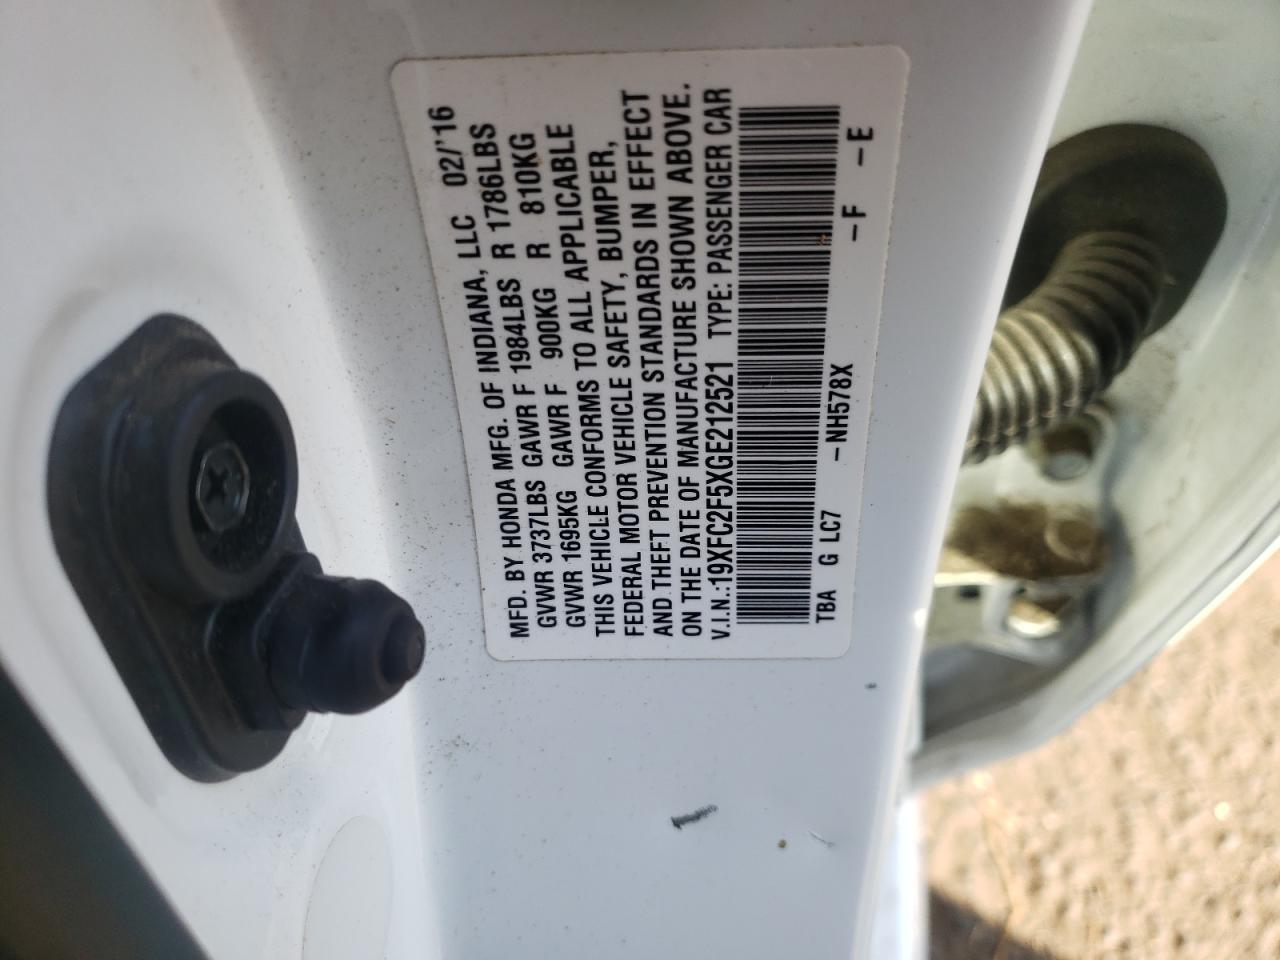 MFD. BY HONDA MFG. OF INDIANA, LLC 02/'16
GVWR 3737LBS GAWR F 1984LBS R 1786LBS
GVWR 1695KG GAWR F 900KG R 810KG
THIS VEHICLE CONFORMS TO ALL APPLICABLE
FEDERAL MOTOR VEHICLE SAFETY, BUMPER,
AND THEFT PREVENTION STANDARDS IN EFFECT
ON THE DATE OF MANUFACTURE SHOWN ABOVE.
V.I.N.:19XFC2F5XGE212521 TYPE: PASSENGER CAR
TBA G LC7 -NH578X -F -E